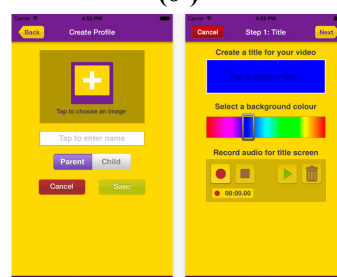 Carrier 4:52 PM
Back Create Profile
Tap to choose an image
Tap to enter name
Parent Child
Cancel Save
Carrier 4:52 PM
Cancel Step 1: Title Next
Create a title for your video
Select a background colour
Record audio for title screen
00:00.00